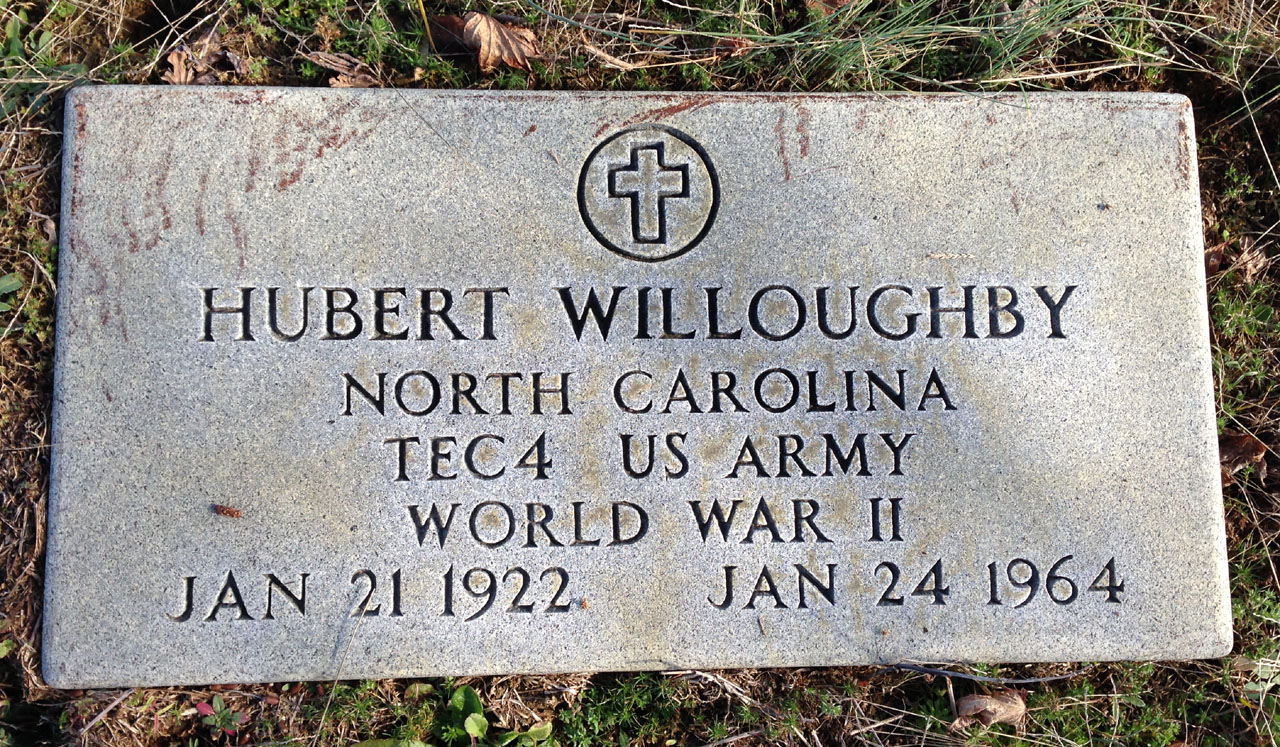 HUBERT WILLOUGHBY
NORTH CAROLINA
TEC4 US ARMY
WORLD WAR II
JAN 21 1922 JAN 24 1964